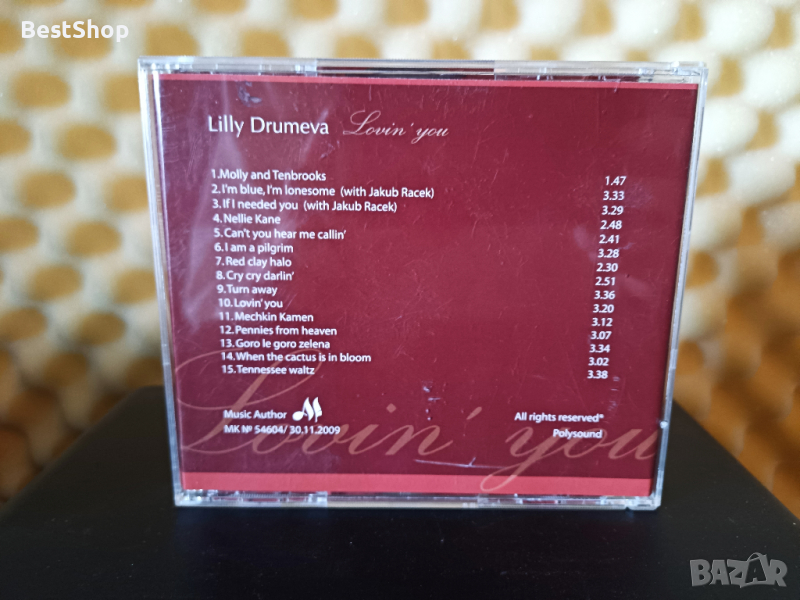 BestShop
Lilly Drumeva Lovin' you
1.Molly and Tenbrooks 1.47
2.I'm blue, I'm lonesome (with Jakub Racek) 3.33
3.If I needed you (with Jakub Racek) 3.29
4.Nellie Kane 2.48
5.Can't you hear me callin' 2.41
6.I am a pilgrim 3.28
7.Red clay halo 2.30
8.Cry cry darlin' 2.51
9.Turn away 3.36
10.Lovin' you 3.20
11.Mechkin Kamen 3.12
12.Pennies from heaven 3.07
13.Goro le goro zelena 3.34
14.When the cactus is in bloom 3.02
15.Tennessee waltz 3.38
Music Author All rights reserved®
MK № 54604/ 30.11.2009 Polysound
Lovin' you
BAZAR